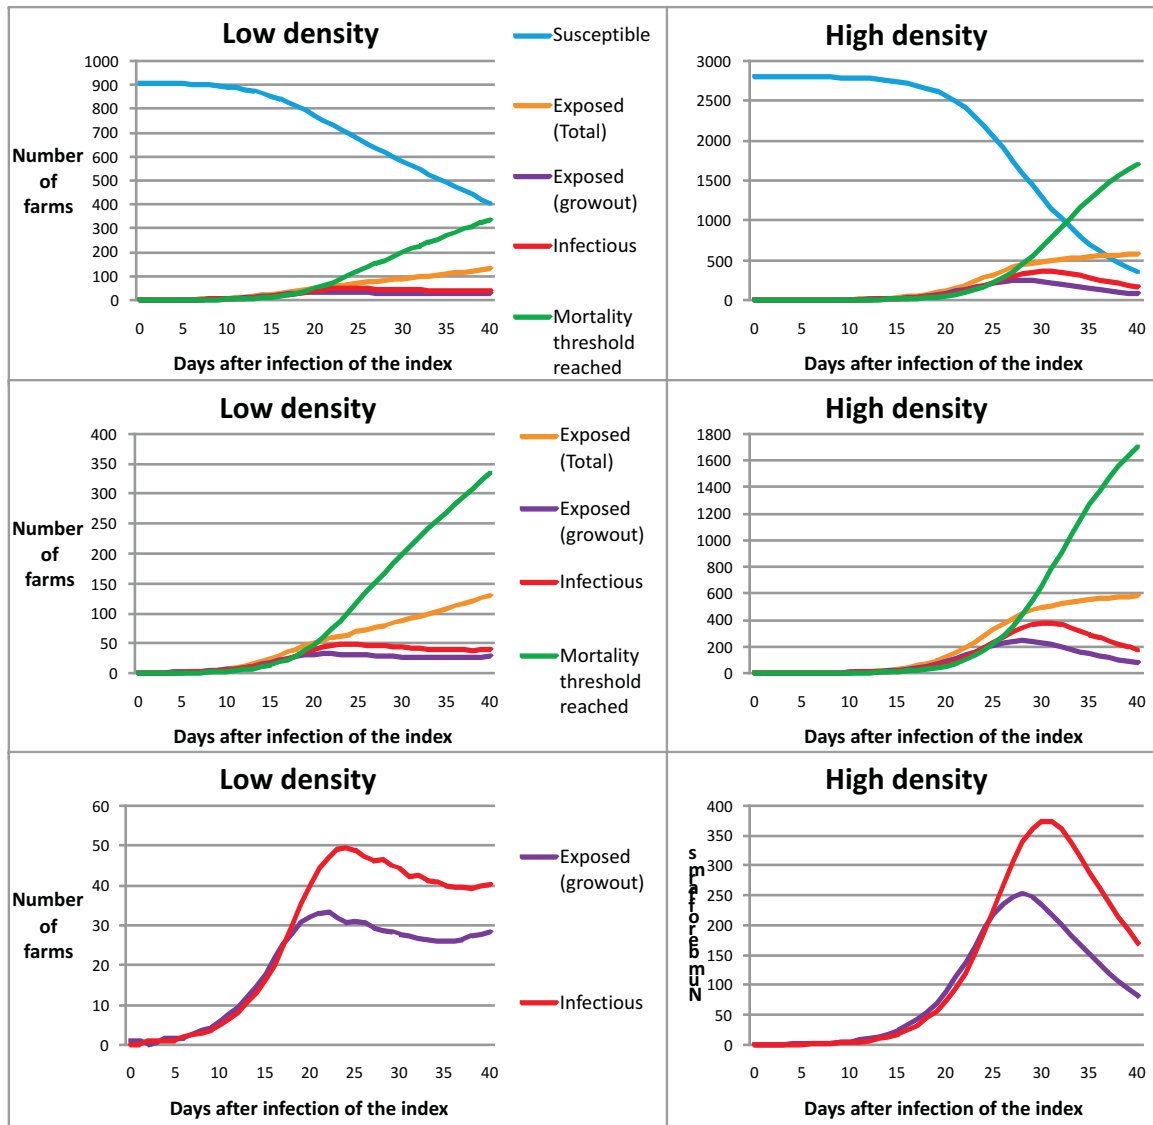 Low density
Susceptible
Exposed
(Total)
Exposed
(growout)
Infectious
Mortality
threshold
reached
1000
900
800
700
600
500
400
300
200
100
0
Number
of
farms
0 5 10 15 20 25 30 35 40
Days after infection of the index
High density
3000
2500
2000
1500
1000
500
0
0 5 10 15 20 25 30 35 40
Days after infection of the index
Low density
Exposed
(Total)
Exposed
(growout)
Infectious
Mortality
threshold
reached
400
350
300
250
200
150
100
50
0
Number
of
farms
0 5 10 15 20 25 30 35 40
Days after infection of the index
High density
1800
1600
1400
1200
1000
800
600
400
200
0
0 5 10 15 20 25 30 35 40
Days after infection of the index
Low density
Exposed
(growout)
Infectious
60
50
40
30
20
10
0
Number
of
farms
0 5 10 15 20 25 30 35 40
Days after infection of the index
High density
Number of farms
400
350
300
250
200
150
100
50
0
0 5 10 15 20 25 30 35 40
Days after infection of the index